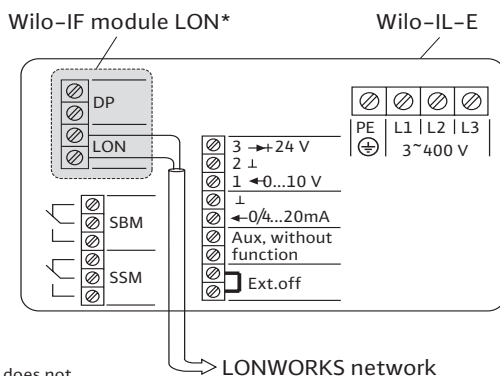 Wilo-IF module LON*
Wilo-IL-E
DP
LON
PE L1 L2 L3
3~400 V
3 → +24 V
2 ⊥
1 ← 0...10 V
⊥
← 0/4...20mA
Aux, without
function
Ext.off
SBM
SSM
does not
LONWORKS network